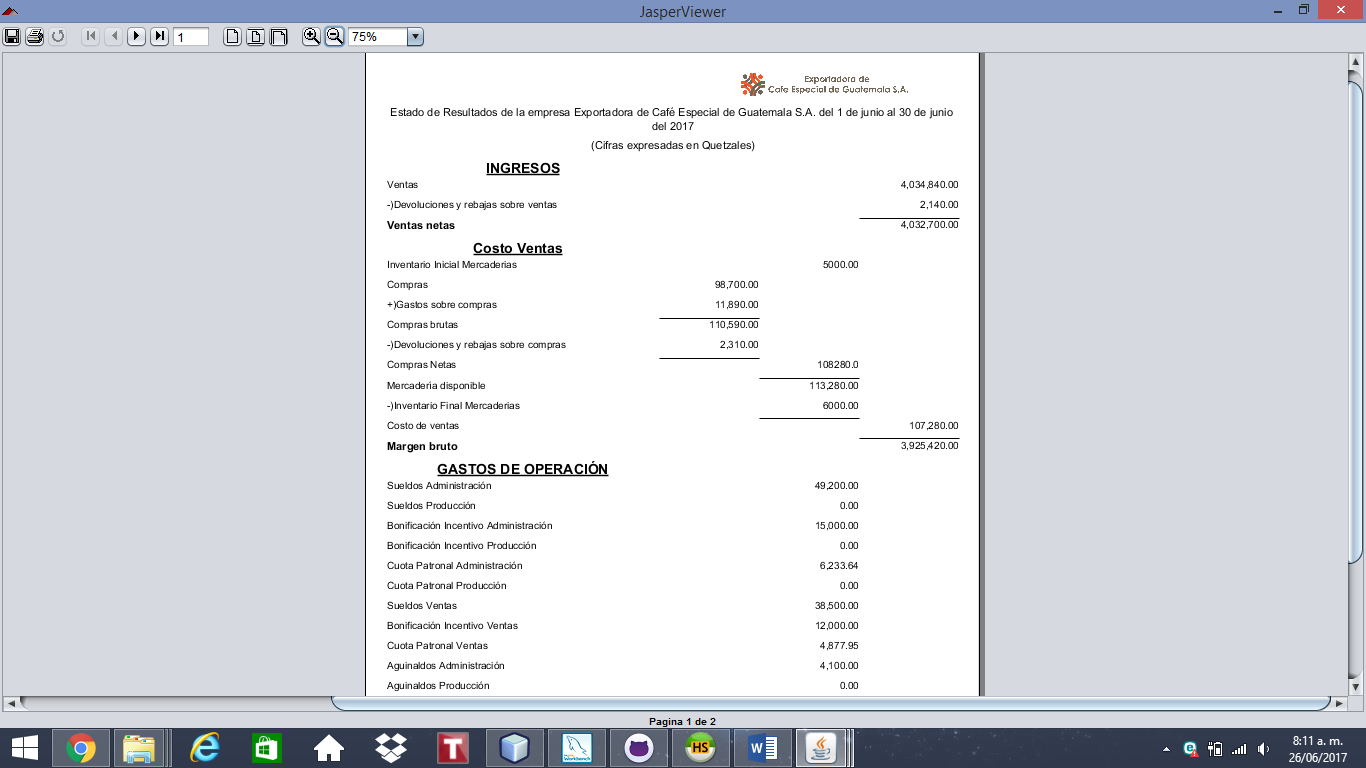 JasperViewer
1
75%
Exportadora de
Cafe Especial de Guatemala S.A.
Estado de Resultados de la empresa Exportadora de Café Especial de Guatemala S.A. del 1 de junio al 30 de junio
del 2017
(Cifras expresadas en Quetzales)
INGRESOS
Ventas 4,034,840.00
-)Devoluciones y rebajas sobre ventas 2,140.00
Ventas netas 4,032,700.00
Costo Ventas
Inventario Inicial Mercaderias 5000.00
Compras 98,700.00
+)Gastos sobre compras 11,890.00
Compras brutas 110,590.00
-)Devoluciones y rebajas sobre compras 2,310.00
Compras Netas 108280.0
Mercadería disponible 113,280.00
-)Inventario Final Mercaderias 6000.00
Costo de ventas 107,280.00
Margen bruto 3,925,420.00
GASTOS DE OPERACIÓN
Sueldos Administración 49,200.00
Sueldos Producción 0.00
Bonificación Incentivo Administración 15,000.00
Bonificación Incentivo Producción 0.00
Cuota Patronal Administración 6,233.64
Cuota Patronal Producción 0.00
Sueldos Ventas 38,500.00
Bonificación Incentivo Ventas 12,000.00
Cuota Patronal Ventas 4,877.95
Aguinaldos Administración 4,100.00
Aguinaldos Producción 0.00
Pagina 1 de 2
T
Workbench
HS
W
8:11 a. m.
26/06/2017